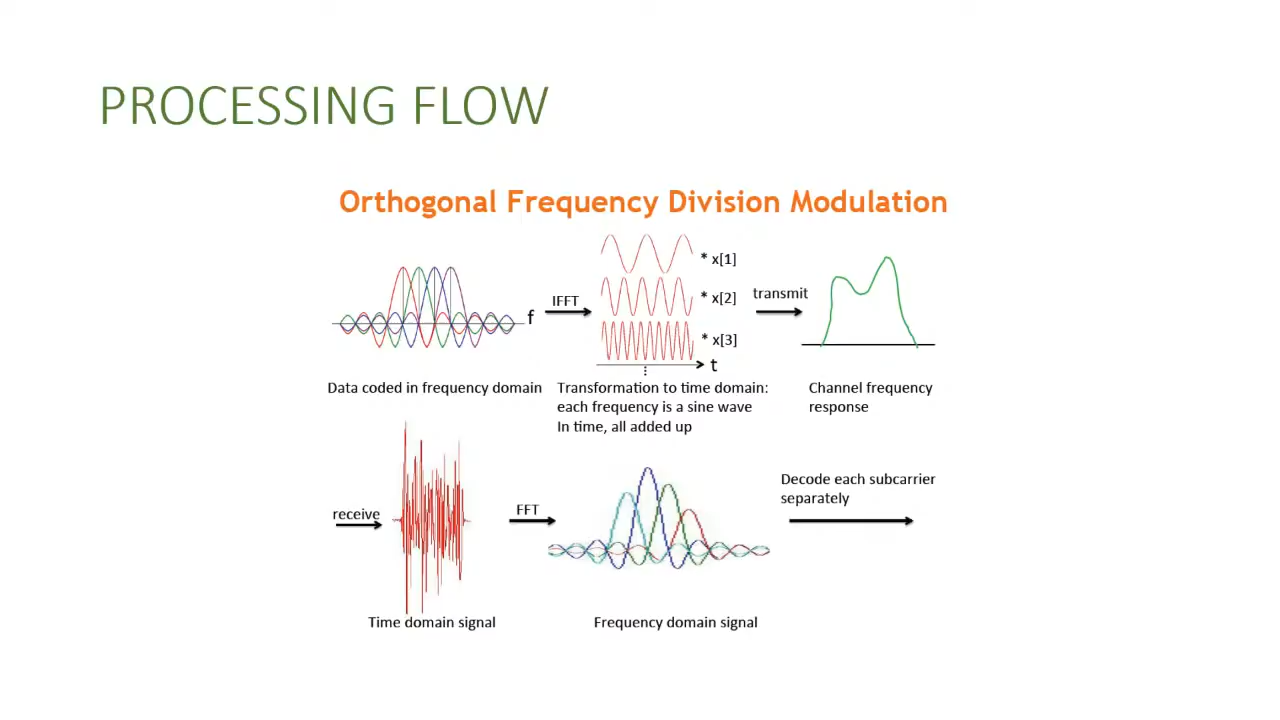 PROCESSING FLOW
Orthogonal Frequency Division Modulation
f
IFFT
* x[1]
* x[2]
* x[3]
t
transmit
Data coded in frequency domain
Transformation to time domain:
each frequency is a sine wave
In time, all added up
Channel frequency
response
receive
Time domain signal
FFT
Frequency domain signal
Decode each subcarrier
separately